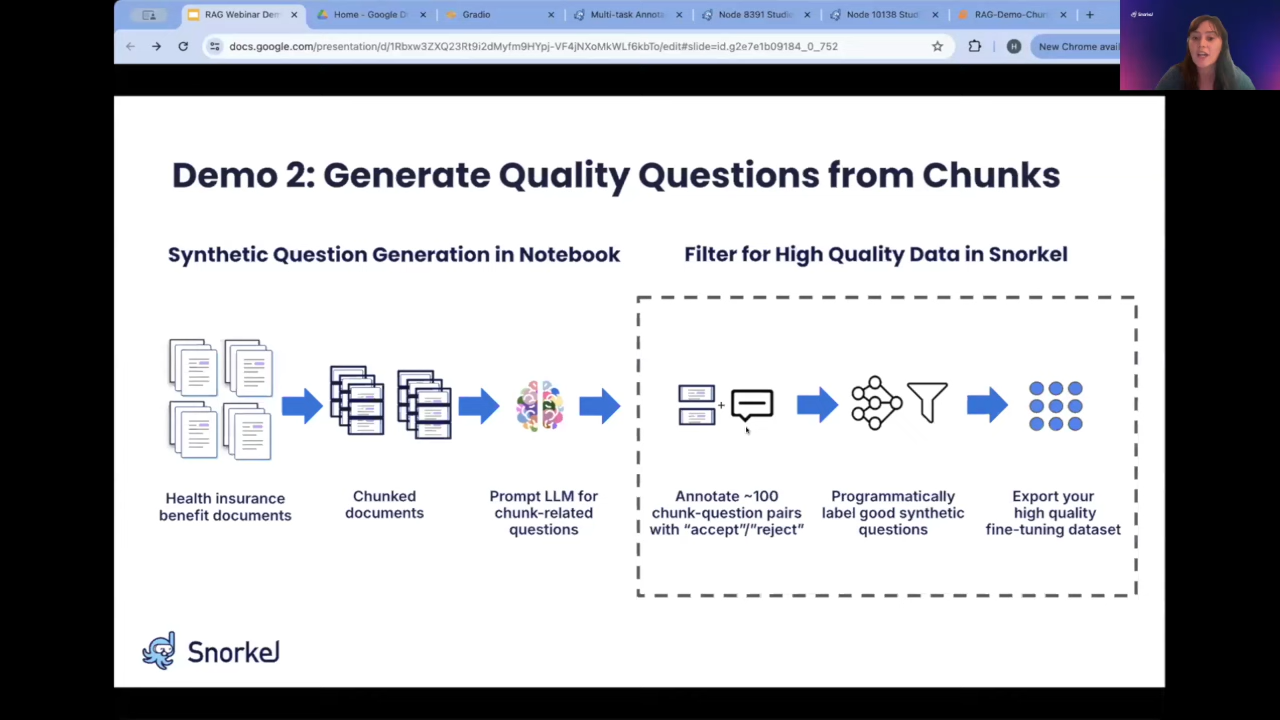 RAG Webinar Dem
Home - Google D
Gradio
Multi-task Annota
Node 8391 Studi
Node 10138 Stud
RAG-Demo-Chun
docs.google.com/presentation/d/1Rbxw3ZXQ23Rt9i2dMyfm9HYpj-VF4jNXoMkWLf6kbTo/edit#slide=id.g2e7e1b09184_0_752
H
New Chrome avai
Snorkel
Demo 2: Generate Quality Questions from Chunks
Synthetic Question Generation in Notebook
Filter for High Quality Data in Snorkel
+
Health insurance
benefit documents
Chunked
documents
Prompt LLM for
chunk-related
questions
Annotate ~100
chunk-question pairs
with “accept”/”reject”
Programmatically
label good synthetic
questions
Export your
high quality
fine-tuning dataset
Snorkel